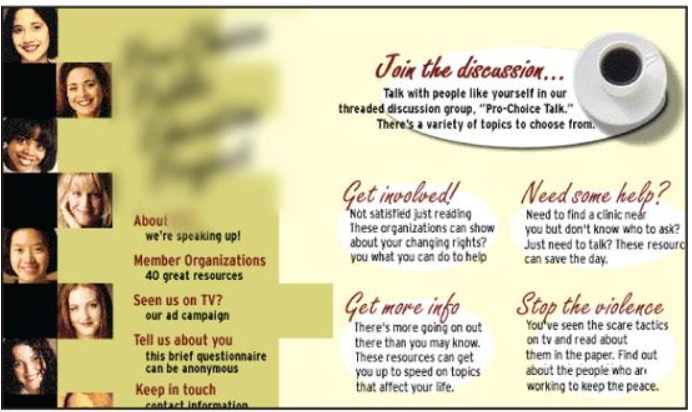 Join the discussion...
Talk with people like yourself in our
threaded discussion group, "Pro-Choice Talk."
There's a variety of topics to choose from.
About
we're speaking up!
Member Organizations
40 great resources
Seen us on TV?
our ad campaign
Tell us about you
this brief questionnaire
can be anonymous
Keep in touch
contact information
Get involved!
Not satisfied just reading
These organizations can show
about your changing rights?
you what you can do to help
Need some help?
Need to find a clinic near
you but don't know who to ask?
Just need to talk? These resourc
can save the day.
Get more info
There's more going on out
there than you may know.
These resources can get
you up to speed on topics
that affect your life.
Stop the violence
You've seen the scare tactics
on tv and read about
them in the paper. Find out
about the people who are
working to keep the peace.